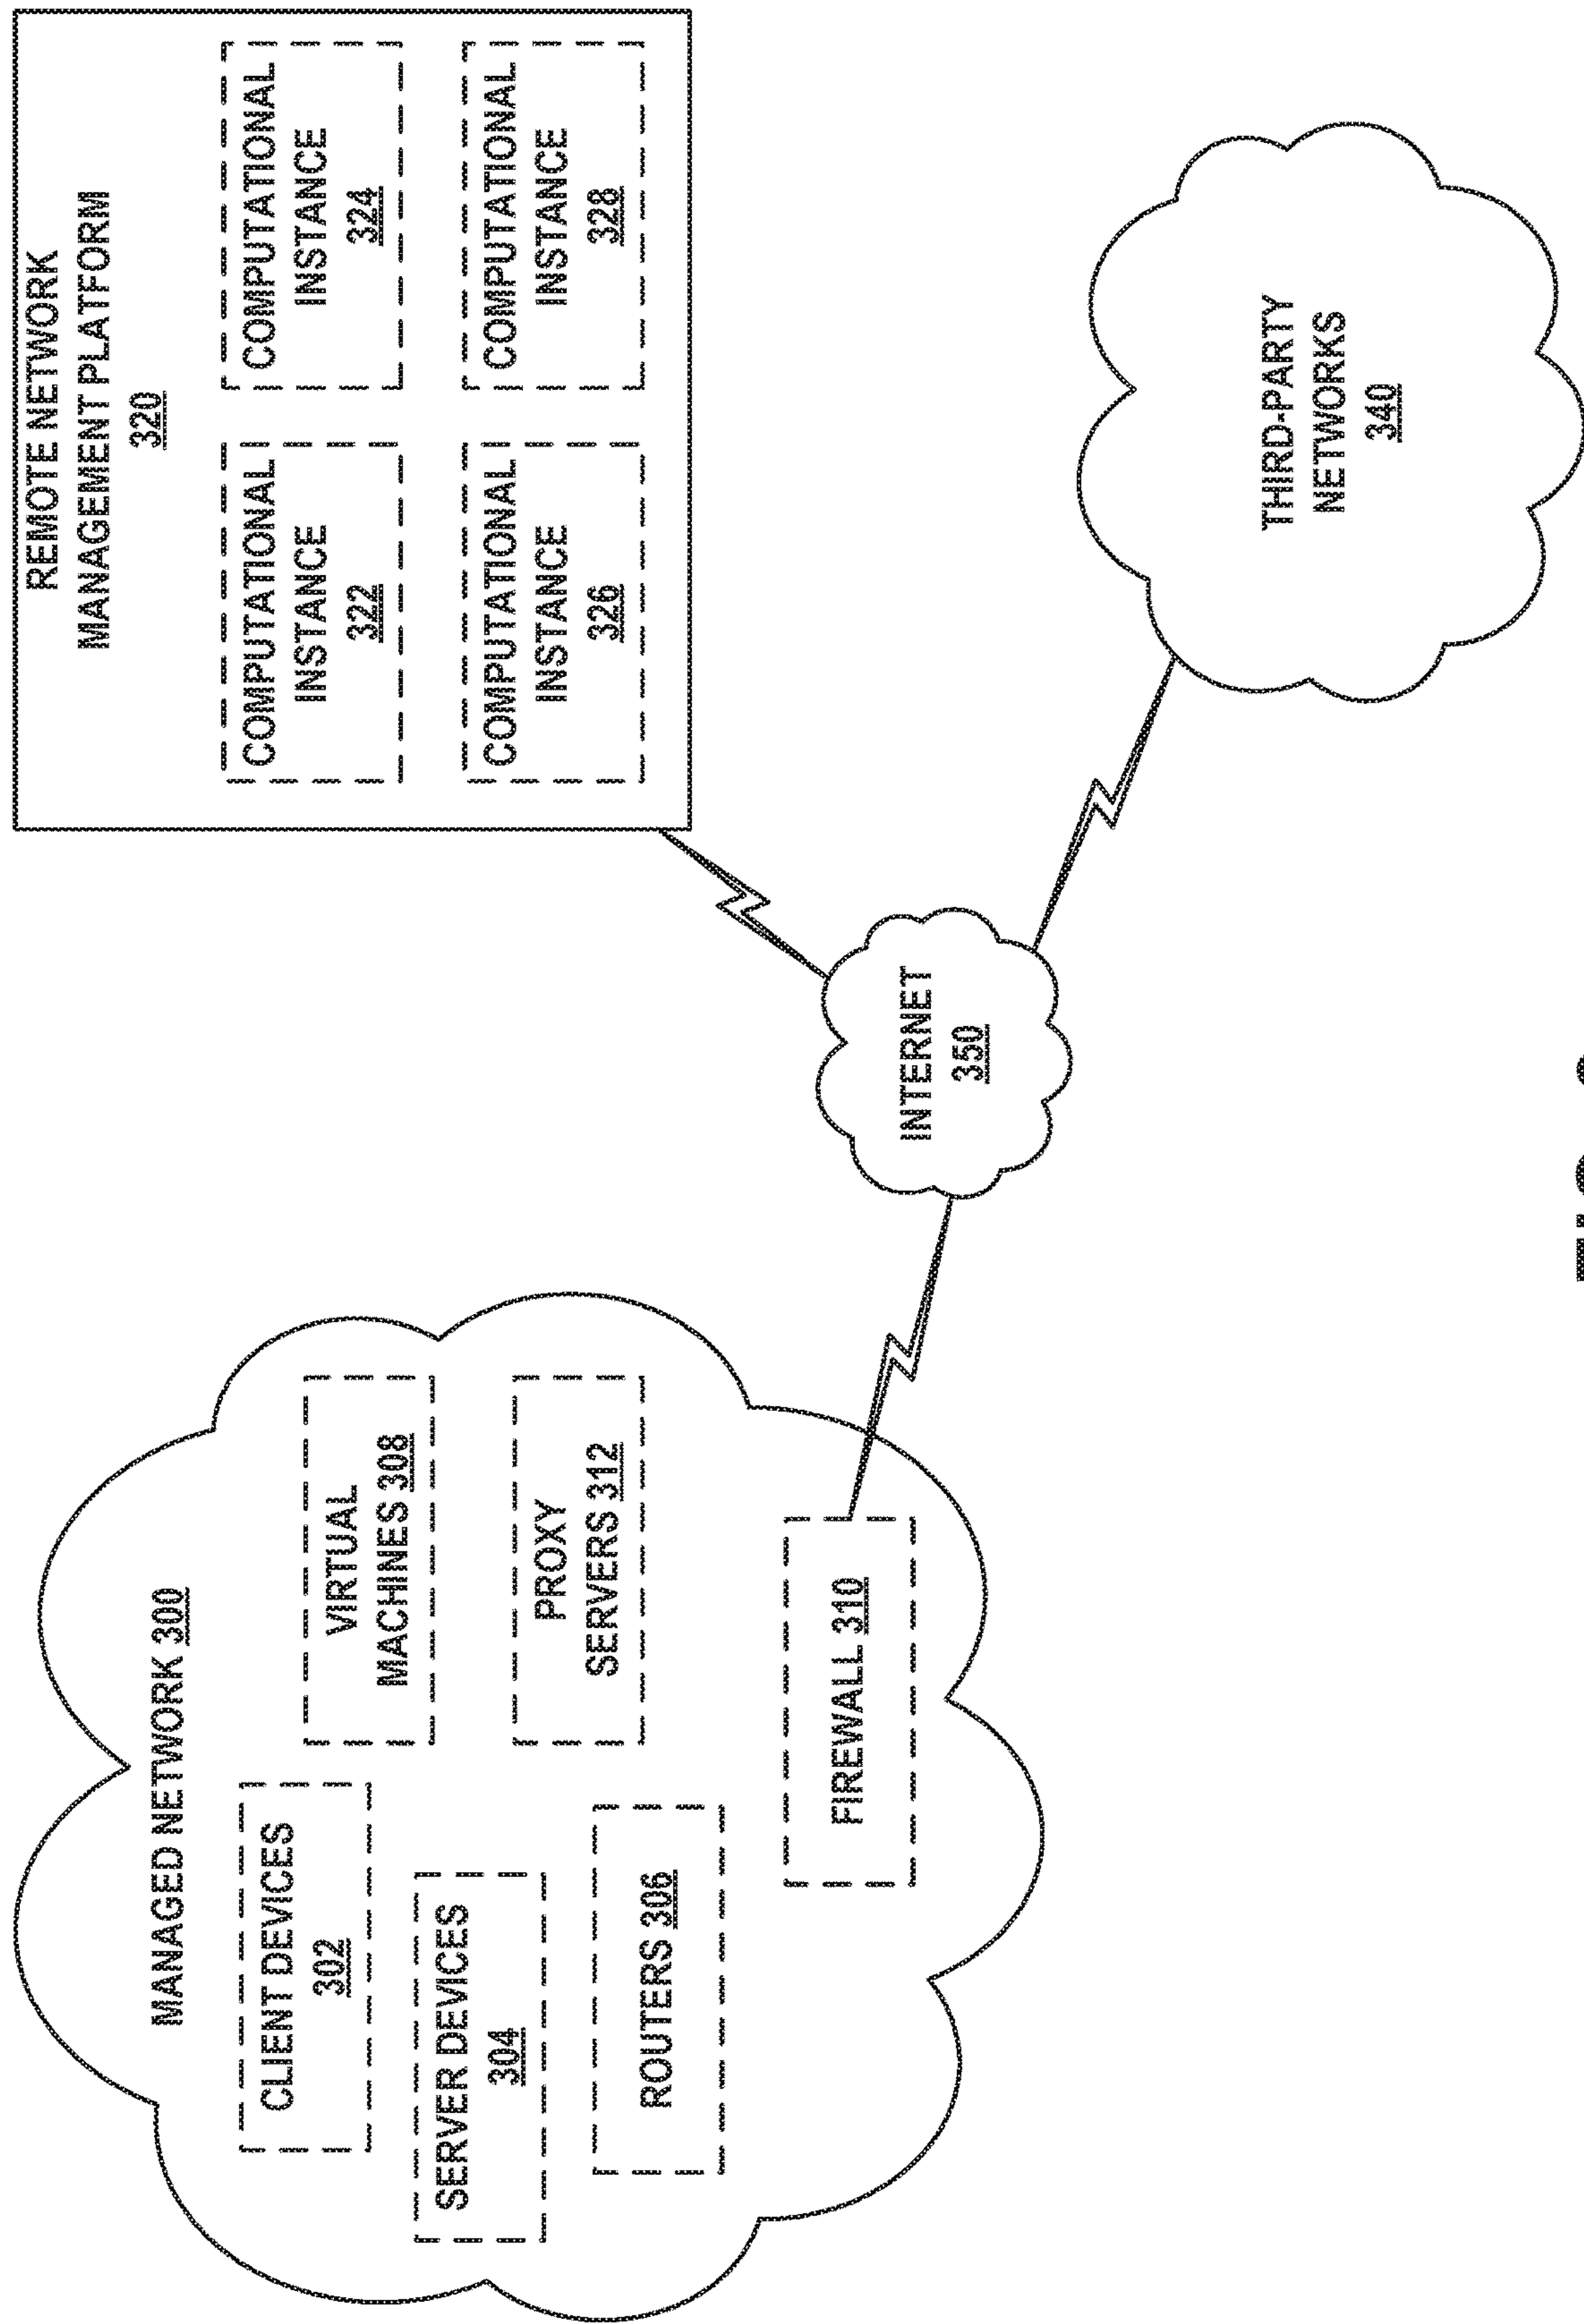 MANAGED NETWORK 300
CLIENT DEVICES
302
VIRTUAL
MACHINES 308
SERVER DEVICES
304
PROXY
SERVERS 312
ROUTERS 306
FIREWALL 310
INTERNET
350
REMOTE NETWORK
MANAGEMENT PLATFORM
320
COMPUTATIONAL
INSTANCE
322
COMPUTATIONAL
INSTANCE
324
COMPUTATIONAL
INSTANCE
326
COMPUTATIONAL
INSTANCE
328
THIRD-PARTY
NETWORKS
340